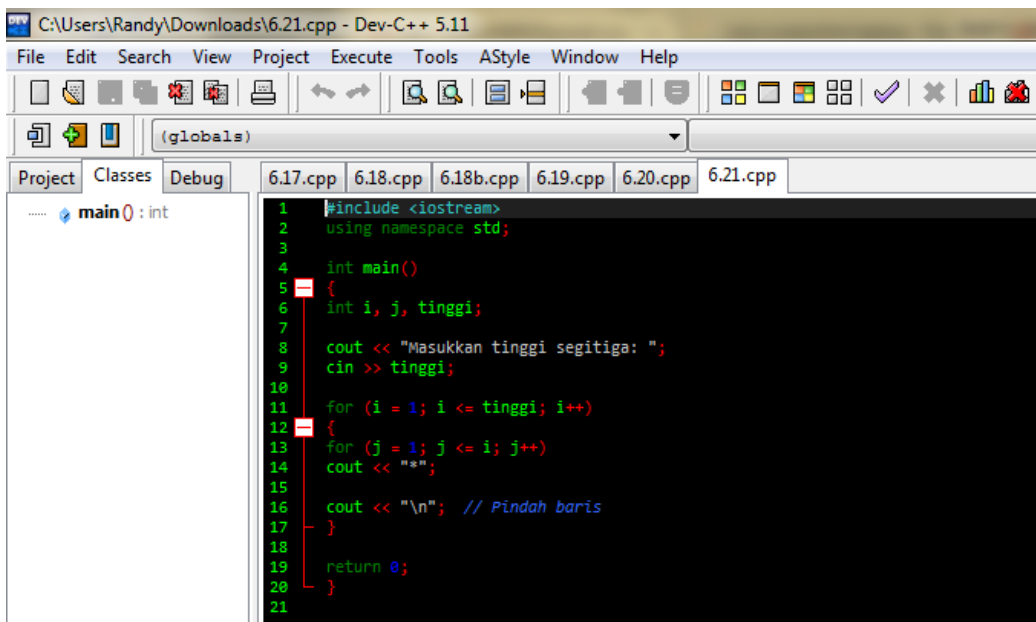 C:\Users\Randy\Downloads\6.21.cpp - Dev-C++ 5.11
File Edit Search View Project Execute Tools AStyle Window Help
(globals)
Project Classes Debug 6.17.cpp 6.18.cpp 6.18b.cpp 6.19.cpp 6.20.cpp 6.21.cpp
main () : int
1 #include <iostream>
2 using namespace std;
3
4 int main()
5 {
6 int i, j, tinggi;
7
8 cout << "Masukkan tinggi segitiga: ";
9 cin >> tinggi;
10
11 for (i = 1; i <= tinggi; i++)
12 {
13 for (j = 1; j <= i; j++)
14 cout << "*";
15
16 cout << "\n"; // Pindah baris
17 }
18
19 return 0;
20 }
21